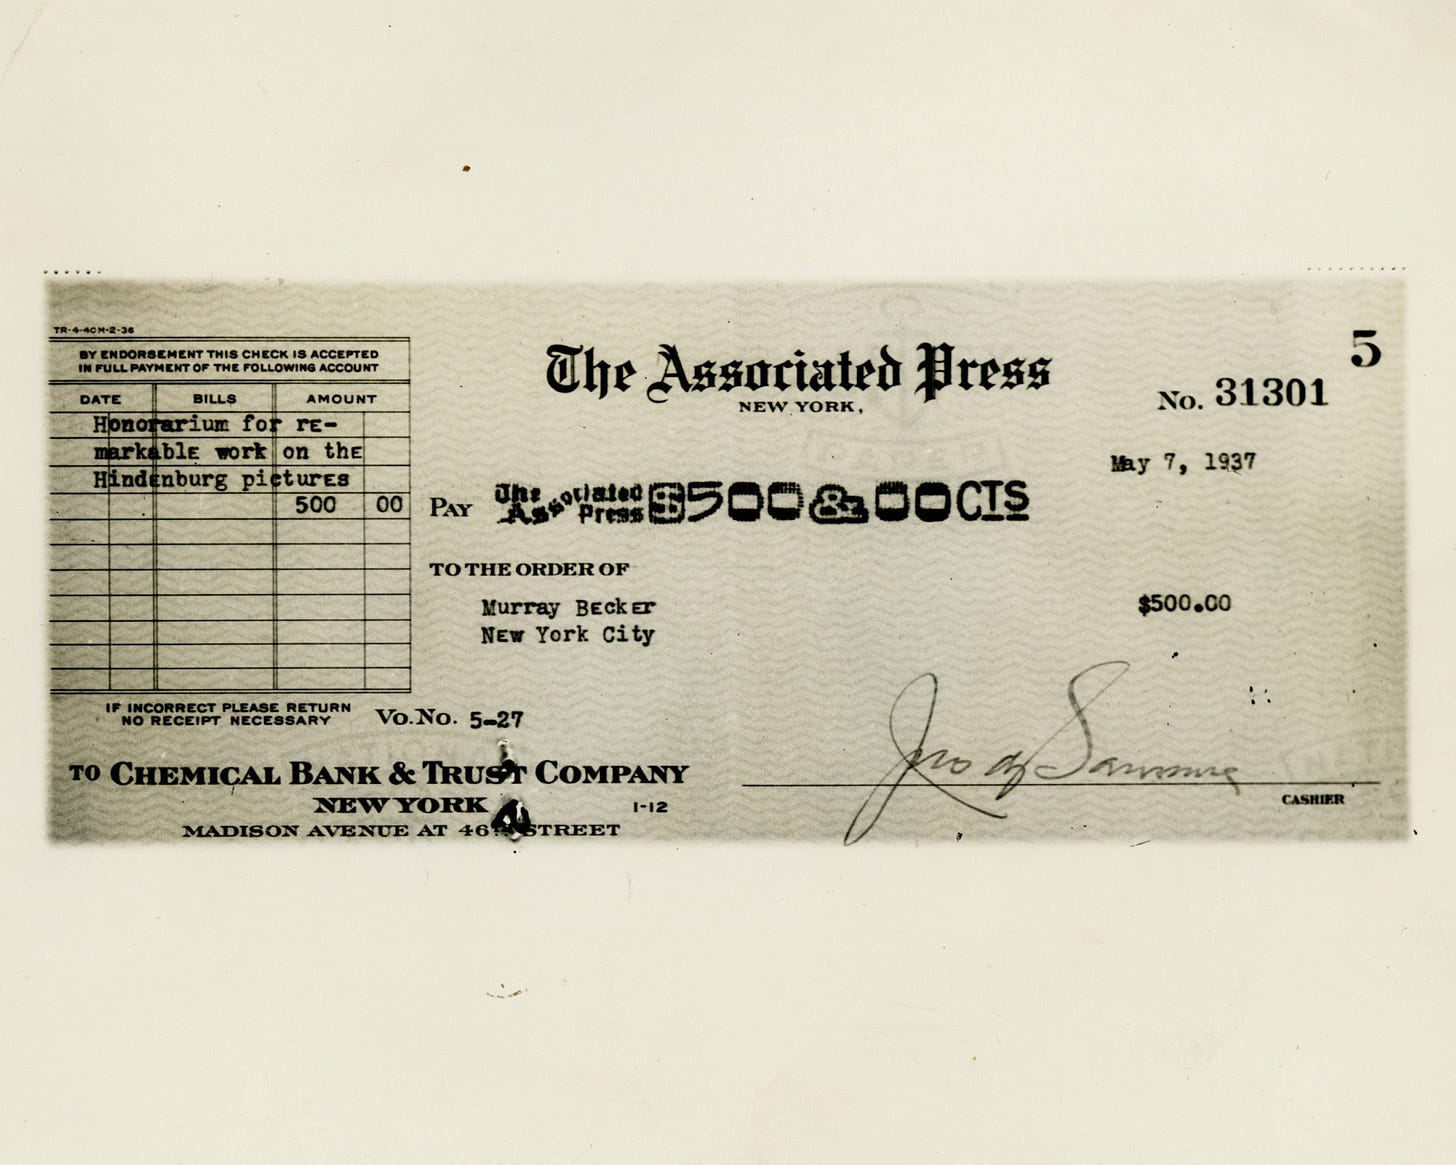 TR-4-40M-2-36
BY ENDORSEMENT THIS CHECK IS ACCEPTED
IN FULL PAYMENT OF THE FOLLOWING ACCOUNT
DATE BILLS AMOUNT
Honorarium for re-
markable work on the
Hindenburg pictures
500 00
IF INCORRECT PLEASE RETURN
NO RECEIPT NECESSARY
The Associated Press
NEW YORK,
5
No. 31301
May 7, 1937
PAY The Associated Press $500 & 00 CTS
TO THE ORDER OF
Murray Becker
New York City
$500.00
Vo. No. 5-27
TO CHEMICAL BANK & TRUST COMPANY
NEW YORK 1-12
MADISON AVENUE AT 46TH STREET
CASHIER